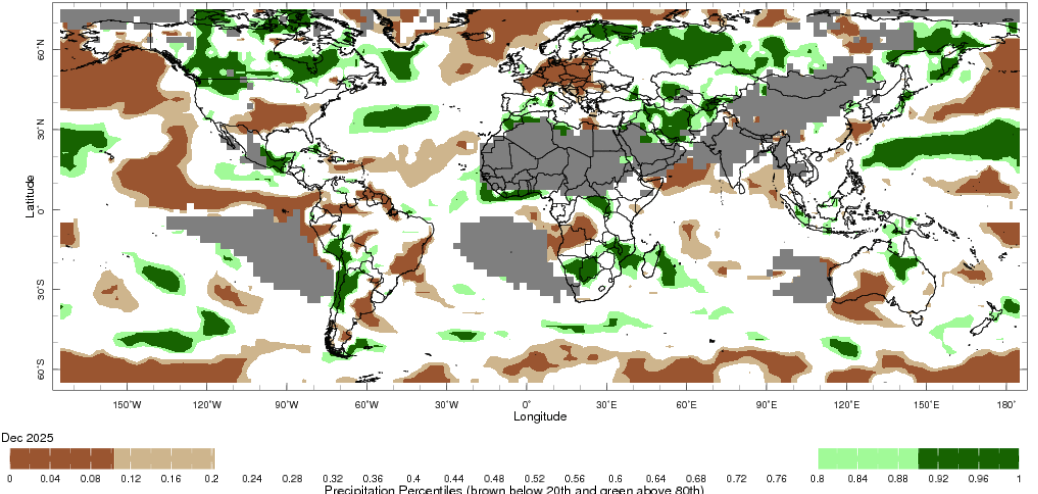 60°N
30°N
Latitude
0°
30°S
60°S
150°W 120°W 90°W 60°W 30°W 0° 30°E 60°E 90°E 120°E 150°E 180°
Longitude
Dec 2025
0 0.04 0.08 0.12 0.16 0.2 0.24 0.28 0.32 0.36 0.4 0.44 0.48 0.52 0.56 0.6 0.64 0.68 0.72 0.76 0.8 0.84 0.88 0.92 0.96 1
Precipitation Percentiles (brown below 20th and green above 80th)